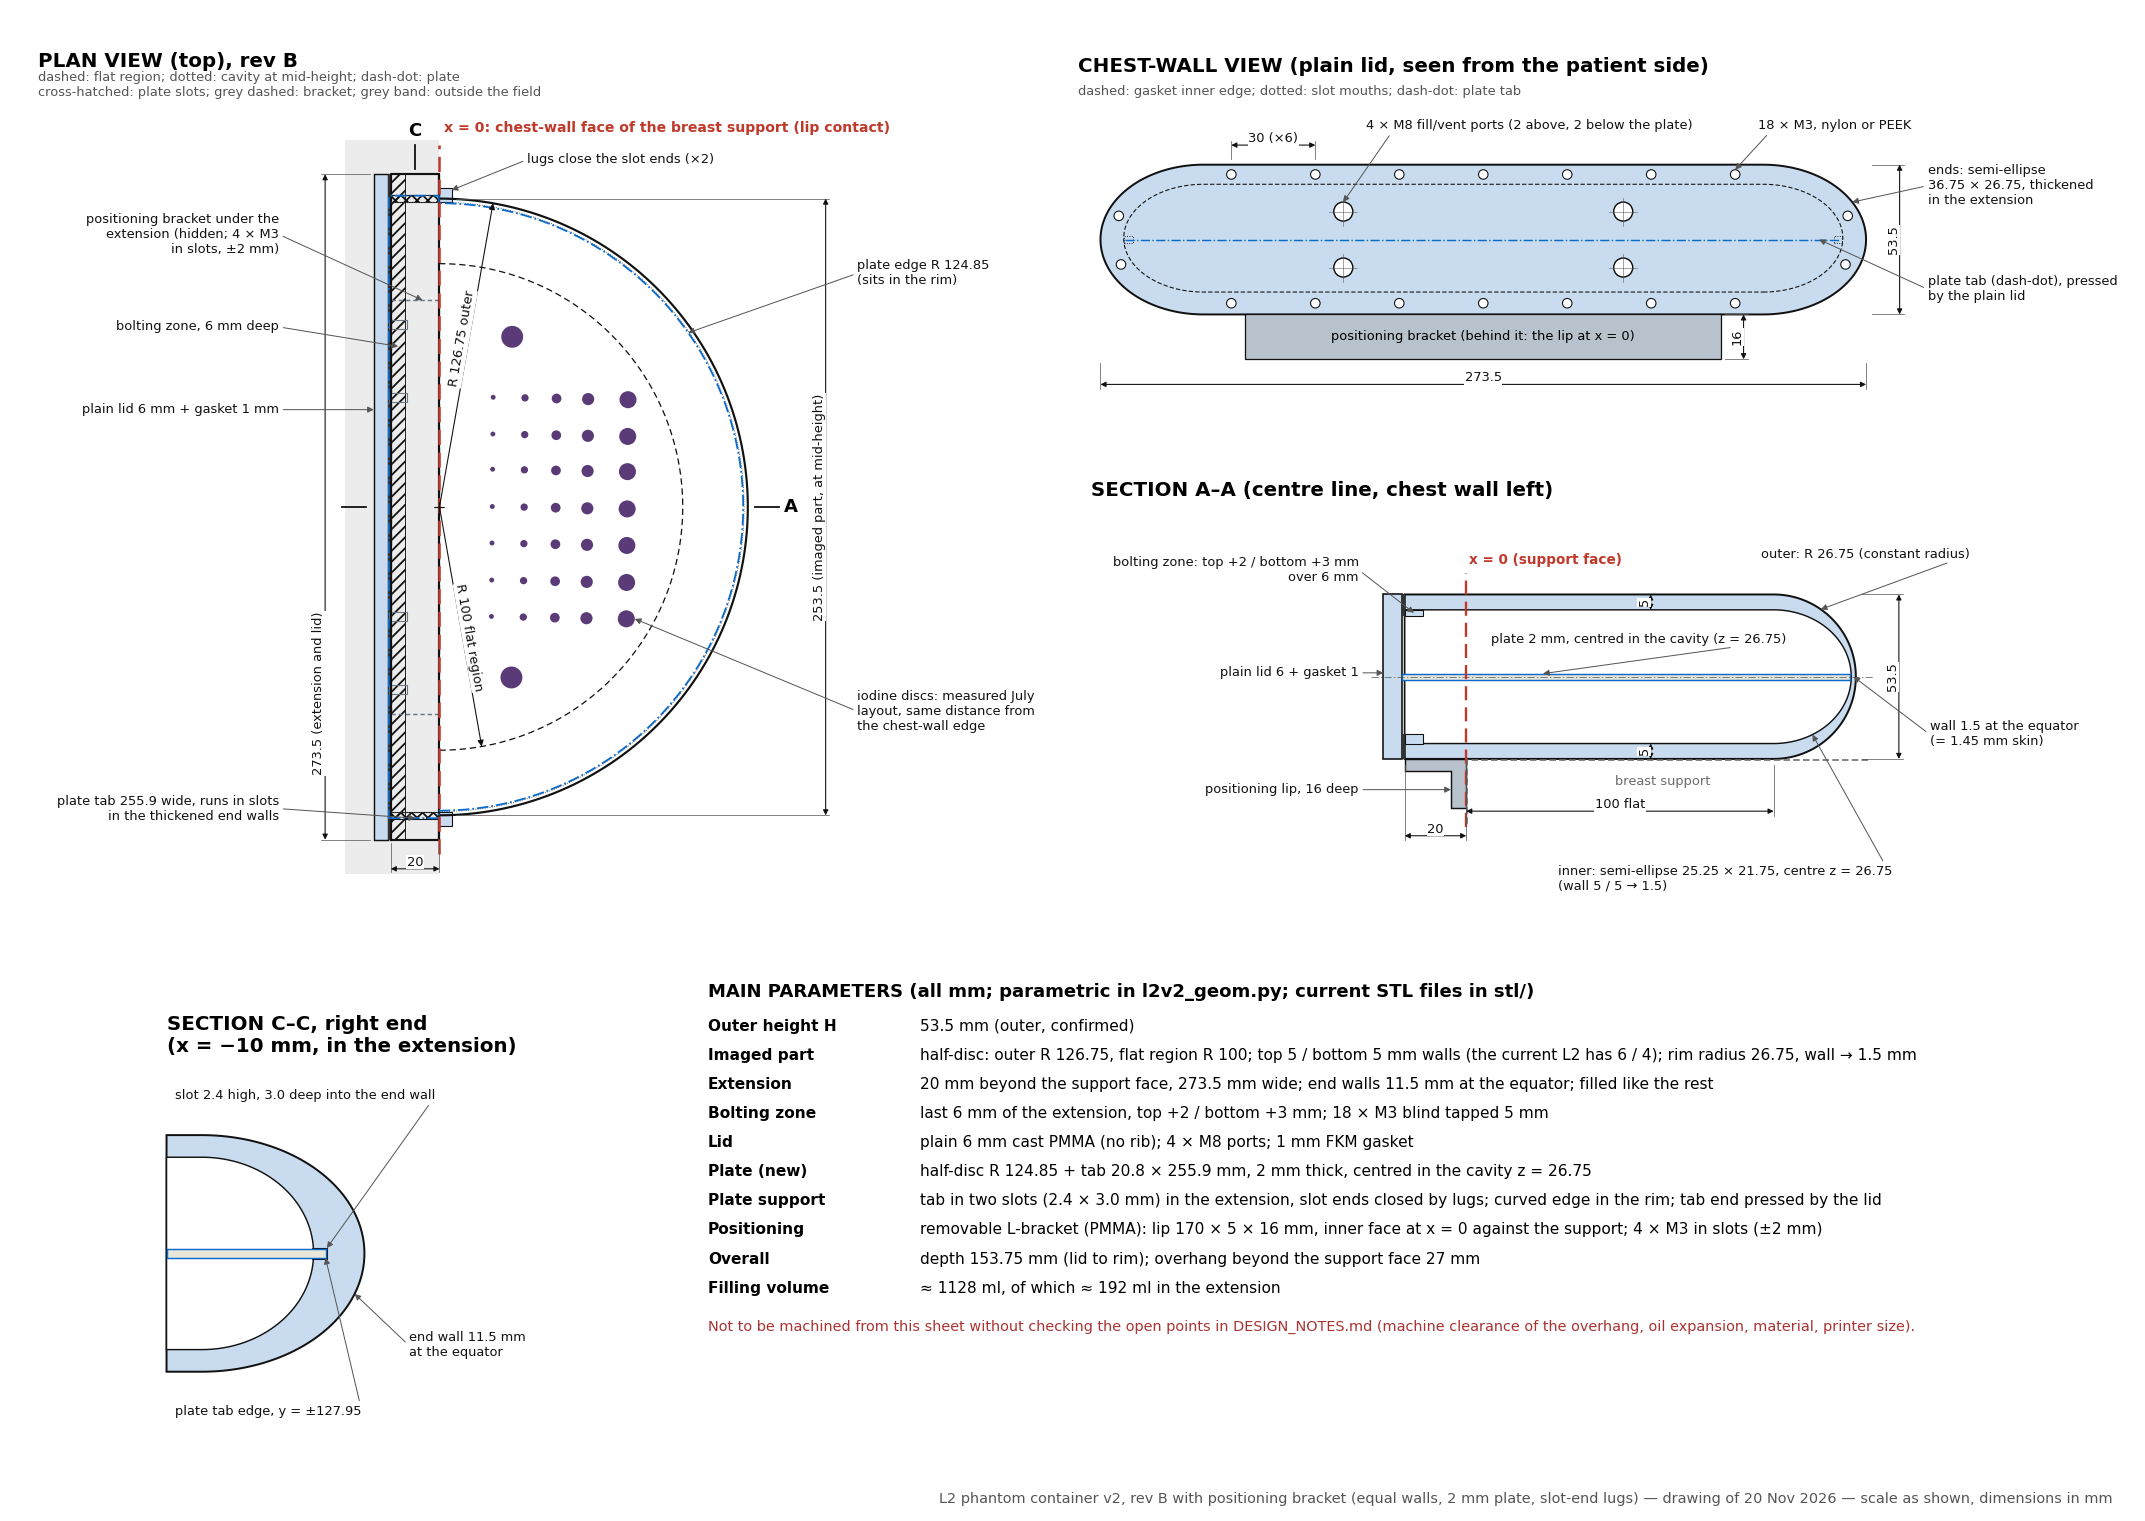 PLAN VIEW (top), rev B
dashed: flat region; dotted: cavity at mid-height; dash-dot: plate
cross-hatched: plate slots; grey dashed: bracket; grey band: outside the field
C
x = 0: chest-wall face of the breast support (lip contact)
lugs close the slot ends (×2)
positioning bracket under the
extension (hidden; 4 × M3
in slots, ±2 mm)
bolting zone, 6 mm deep
plain lid 6 mm + gasket 1 mm
plate tab 255.9 wide, runs in slots
in the thickened end walls
273.5 (extension and lid)
R 126.75 outer
R 100 flat region
20
A
253.5 (imaged part, at mid-height)
plate edge R 124.85
(sits in the rim)
iodine discs: measured July
layout, same distance from
the chest-wall edge
CHEST-WALL VIEW (plain lid, seen from the patient side)
dashed: gasket inner edge; dotted: slot mouths; dash-dot: plate tab
30 (×6)
4 × M8 fill/vent ports (2 above, 2 below the plate)
18 × M3, nylon or PEEK
ends: semi-ellipse
36.75 × 26.75, thickened
in the extension
53.5
plate tab (dash-dot), pressed
by the plain lid
positioning bracket (behind it: the lip at x = 0)
16
273.5
SECTION A–A (centre line, chest wall left)
bolting zone: top +2 / bottom +3 mm
over 6 mm
x = 0 (support face)
outer: R 26.75 (constant radius)
5
plate 2 mm, centred in the cavity (z = 26.75)
plain lid 6 + gasket 1
53.5
wall 1.5 at the equator
(= 1.45 mm skin)
5
positioning lip, 16 deep
breast support
100 flat
20
inner: semi-ellipse 25.25 × 21.75, centre z = 26.75
(wall 5 / 5 → 1.5)
SECTION C–C, right end
(x = −10 mm, in the extension)
slot 2.4 high, 3.0 deep into the end wall
end wall 11.5 mm
at the equator
plate tab edge, y = ±127.95
MAIN PARAMETERS (all mm; parametric in l2v2_geom.py; current STL files in stl/)
Outer height H 53.5 mm (outer, confirmed)
Imaged part half-disc: outer R 126.75, flat region R 100; top 5 / bottom 5 mm walls (the current L2 has 6 / 4); rim radius 26.75, wall → 1.5 mm
Extension 20 mm beyond the support face, 273.5 mm wide; end walls 11.5 mm at the equator; filled like the rest
Bolting zone last 6 mm of the extension, top +2 / bottom +3 mm; 18 × M3 blind tapped 5 mm
Lid plain 6 mm cast PMMA (no rib); 4 × M8 ports; 1 mm FKM gasket
Plate (new) half-disc R 124.85 + tab 20.8 × 255.9 mm, 2 mm thick, centred in the cavity z = 26.75
Plate support tab in two slots (2.4 × 3.0 mm) in the extension, slot ends closed by lugs; curved edge in the rim; tab end pressed by the lid
Positioning removable L-bracket (PMMA): lip 170 × 5 × 16 mm, inner face at x = 0 against the support; 4 × M3 in slots (±2 mm)
Overall depth 153.75 mm (lid to rim); overhang beyond the support face 27 mm
Filling volume ≈ 1128 ml, of which ≈ 192 ml in the extension
Not to be machined from this sheet without checking the open points in DESIGN_NOTES.md (machine clearance of the overhang, oil expansion, material, printer size).
L2 phantom container v2, rev B with positioning bracket (equal walls, 2 mm plate, slot-end lugs) — drawing of 20 Nov 2026 — scale as shown, dimensions in mm